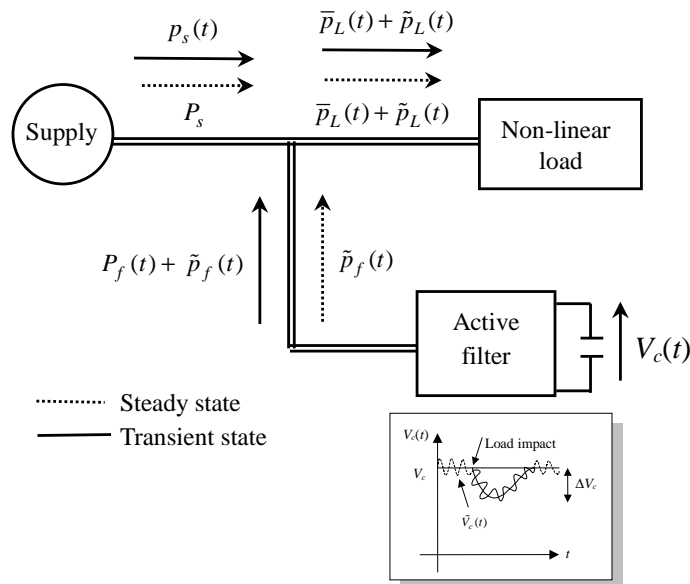 p_s(t)
p̅_L(t) + p̃_L(t)
P_s
p̅_L(t) + p̃_L(t)
Supply
Non-linear
load
P_f(t) + p̃_f(t)
p̃_f(t)
Active
filter
V_c(t)
Steady state
Transient state
V_c(t)
Load impact
V_c
ΔV_c
Ṽ_c(t)
t